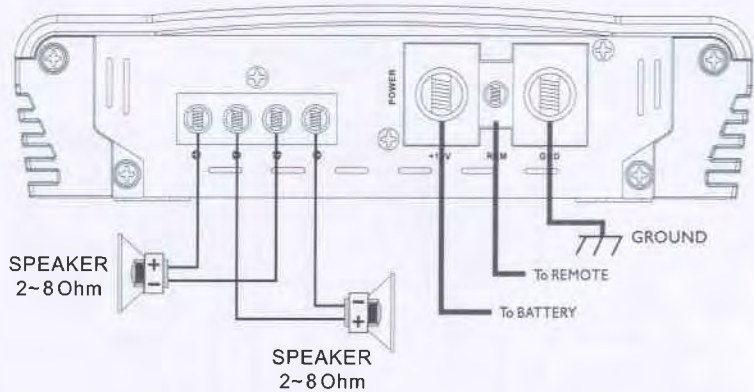 POWER
+12V
REM
GND
GROUND
To REMOTE
To BATTERY
SPEAKER
2~8 Ohm
+
−
SPEAKER
2~8 Ohm
−
+